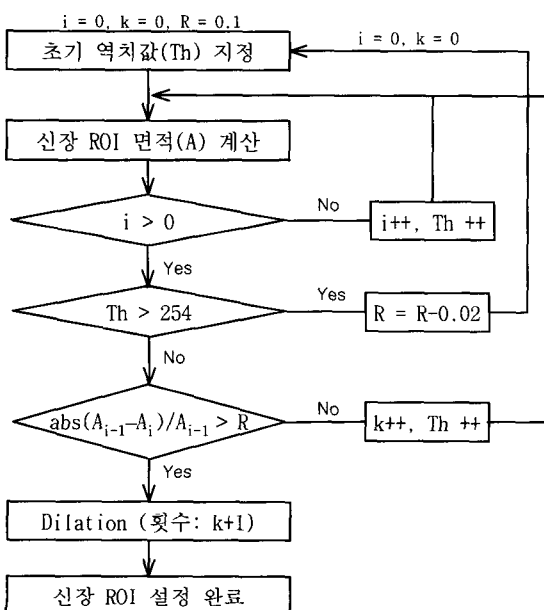 i = 0, k = 0, R = 0.1
초기 역치값(Th) 지정
i = 0, k = 0
신장 ROI 면적(A) 계산
i > 0
No
i++, Th ++
Yes
Th > 254
Yes
R = R-0.02
No
abs(A_{i-1}-A_i)/A_{i-1} > R
No
k++, Th ++
Yes
Dilation (횟수: k+1)
신장 ROI 설정 완료